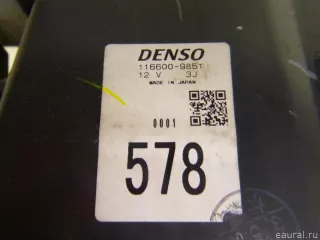 DENSO
116600-9851
12 V 3J
MADE IN JAPAN
0001
578
eaural.ru